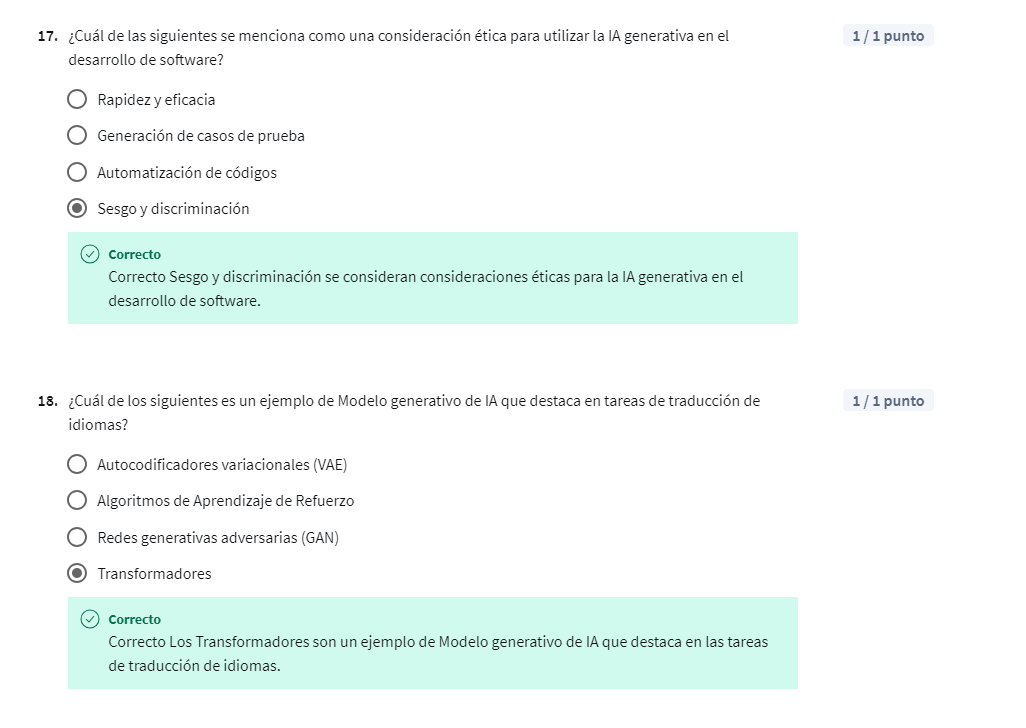 17. ¿Cuál de las siguientes se menciona como una consideración ética para utilizar la IA generativa en el
desarrollo de software?
1 / 1 punto
Rapidez y eficacia
Generación de casos de prueba
Automatización de códigos
Sesgo y discriminación
Correcto
Correcto Sesgo y discriminación se consideran consideraciones éticas para la IA generativa en el
desarrollo de software.
18. ¿Cuál de los siguientes es un ejemplo de Modelo generativo de IA que destaca en tareas de traducción de
idiomas?
1 / 1 punto
Autocodificadores variacionales (VAE)
Algoritmos de Aprendizaje de Refuerzo
Redes generativas adversarias (GAN)
Transformadores
Correcto
Correcto Los Transformadores son un ejemplo de Modelo generativo de IA que destaca en las tareas
de traducción de idiomas.